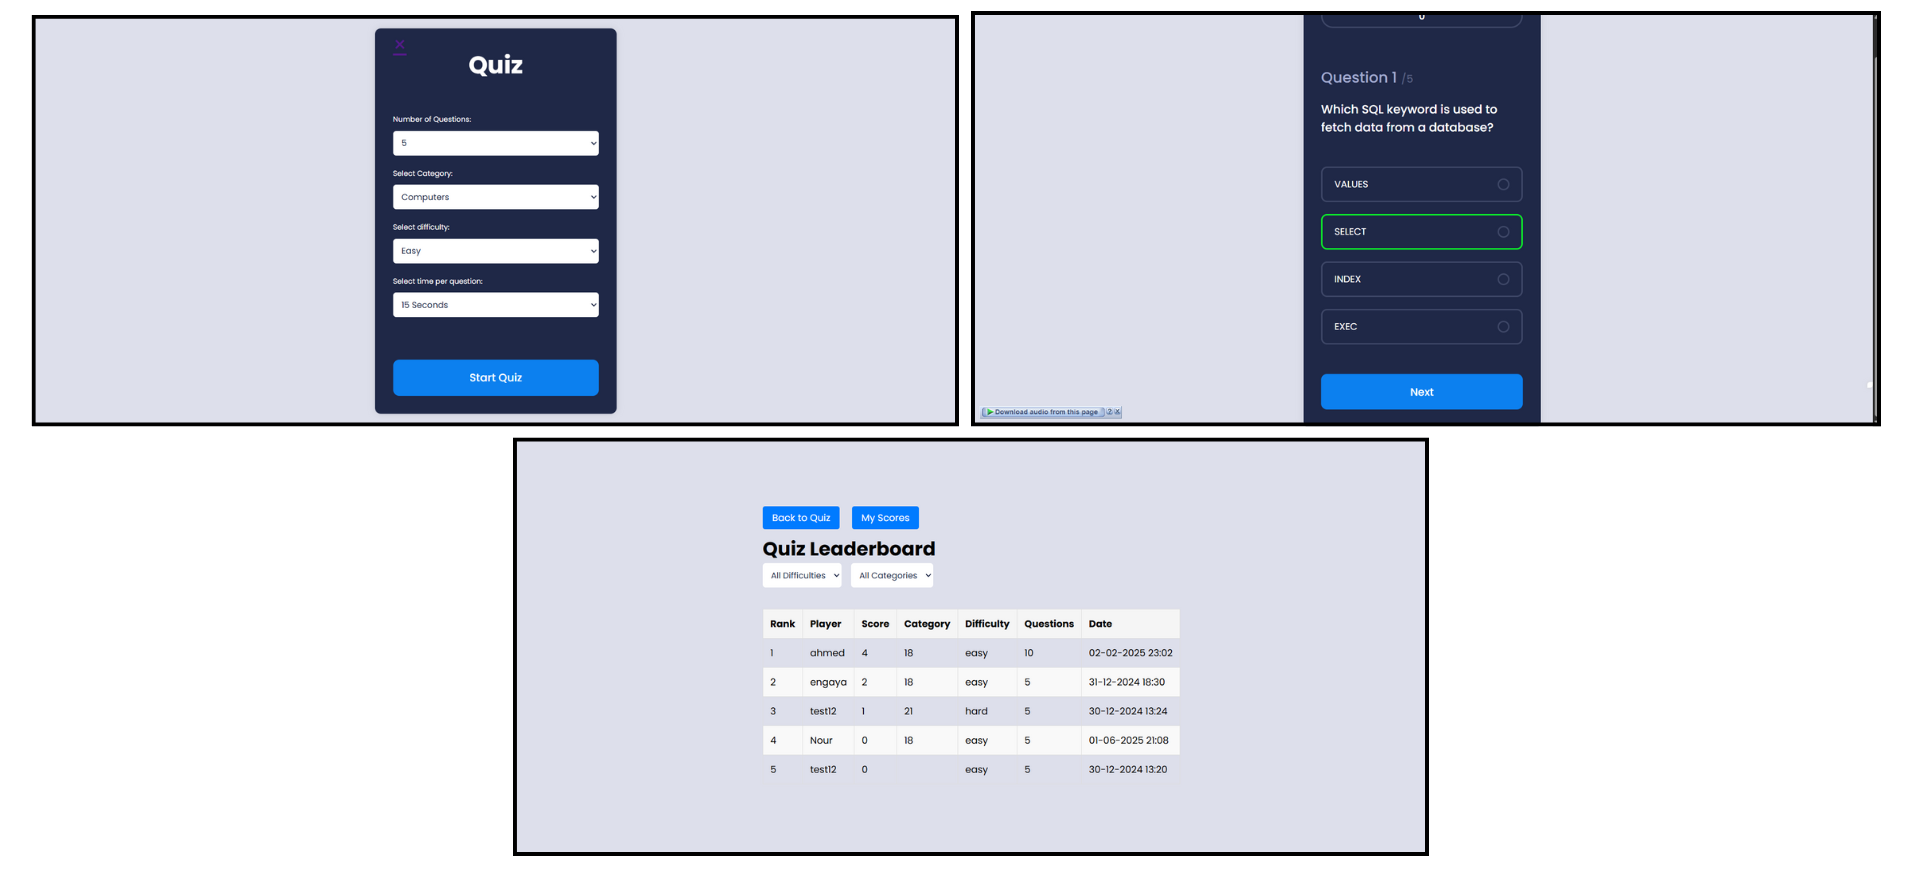 ×
Quiz
Number of Questions:
5
Select Category:
Computers
Select difficulty:
Easy
Select time per question:
15 Seconds
Start Quiz
Question 1 /5
Which SQL keyword is used to
fetch data from a database?
VALUES
SELECT
INDEX
EXEC
Next
Download audio from this page ? X
Back to Quiz My Scores
Quiz Leaderboard
All Difficulties All Categories
Rank Player Score Category Difficulty Questions Date
1 ahmed 4 18 easy 10 02-02-2025 23:02
2 engaya 2 18 easy 5 31-12-2024 18:30
3 test12 1 21 hard 5 30-12-2024 13:24
4 Nour 0 18 easy 5 01-06-2025 21:08
5 test12 0 easy 5 30-12-2024 13:20